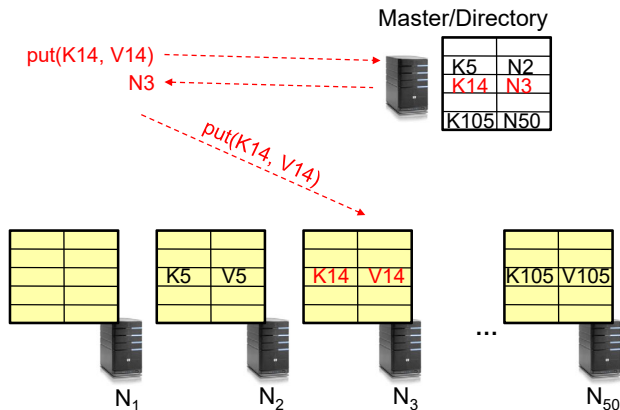 Master/Directory
put(K14, V14)
N3
K5 N2
K14 N3
K105 N50
put(K14, V14)
K5 V5
K14 V14
K105 V105
...
N1
N2
N3
N50